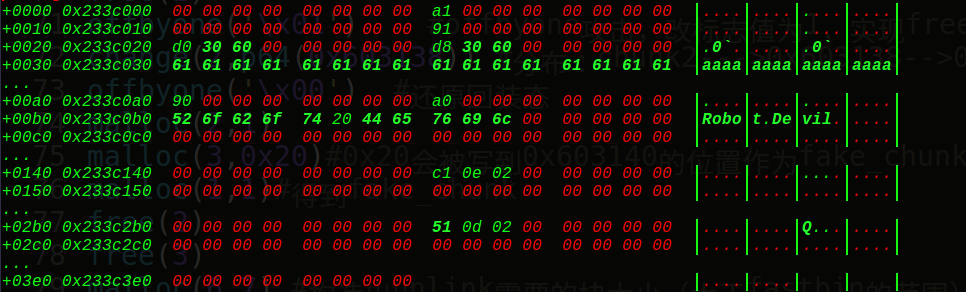 +0000 0x233c000 00 00 00 00 00 00 00 00 a1 00 00 00 00 00 00 00 |....|....|....|....|
+0010 0x233c010 00 00 00 00 00 00 00 00 91 00 00 00 00 00 00 00 |....|....|....|....|
+0020 0x233c020 d0 30 60 00 00 00 00 00 d8 30 60 00 00 00 00 00 |.0`.|....|.0`.|....|
+0030 0x233c030 61 61 61 61 61 61 61 61 61 61 61 61 61 61 61 61 |aaaa|aaaa|aaaa|aaaa|
...
+00a0 0x233c0a0 90 00 00 00 00 00 00 00 a0 00 00 00 00 00 00 00 |....|....|....|....|
+00b0 0x233c0b0 52 6f 62 6f 74 20 44 65 76 69 6c 00 00 00 00 00 |Robo|t.De|vil.|....|
+00c0 0x233c0c0 00 00 00 00 00 00 00 00 00 00 00 00 00 00 00 00 |....|....|....|....|
...
+0140 0x233c140 00 00 00 00 00 00 00 00 c1 0e 02 00 00 00 00 00 |....|....|....|....|
+0150 0x233c150 00 00 00 00 00 00 00 00 00 00 00 00 00 00 00 00 |....|....|....|....|
...
+02b0 0x233c2b0 00 00 00 00 00 00 00 00 51 0d 02 00 00 00 00 00 |....|....|Q...|....|
+02c0 0x233c2c0 00 00 00 00 00 00 00 00 00 00 00 00 00 00 00 00 |....|....|....|....|
...
+03e0 0x233c3e0 00 00 00 00 00 00 00 00 |....|....|